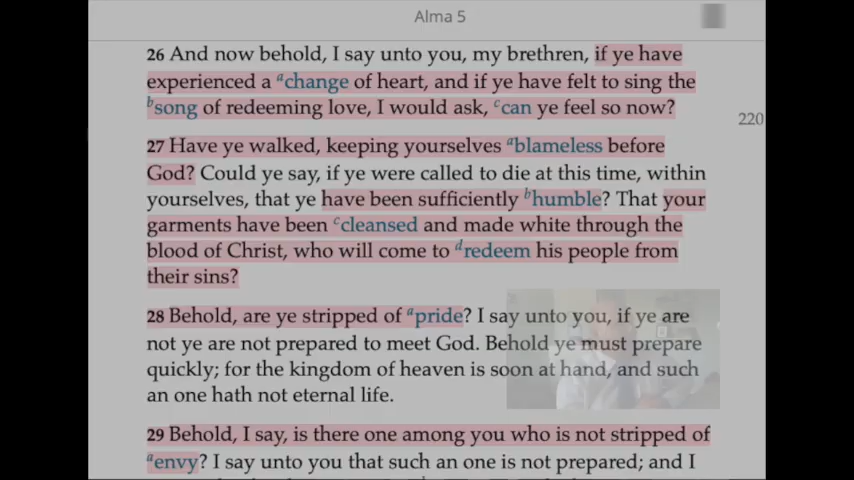 Alma 5
26 And now behold, I say unto you, my brethren, if ye have
experienced a achange of heart, and if ye have felt to sing the
bsong of redeeming love, I would ask, ccan ye feel so now?
220
27 Have ye walked, keeping yourselves ablameless before
God? Could ye say, if ye were called to die at this time, within
yourselves, that ye have been sufficiently bhumble? That your
garments have been ccleansed and made white through the
blood of Christ, who will come to dredeem his people from
their sins?
28 Behold, are ye stripped of apride? I say unto you, if ye are
not ye are not prepared to meet God. Behold ye must prepare
quickly; for the kingdom of heaven is soon at hand, and such
an one hath not eternal life.
29 Behold, I say, is there one among you who is not stripped of
aenvy? I say unto you that such an one is not prepared; and I